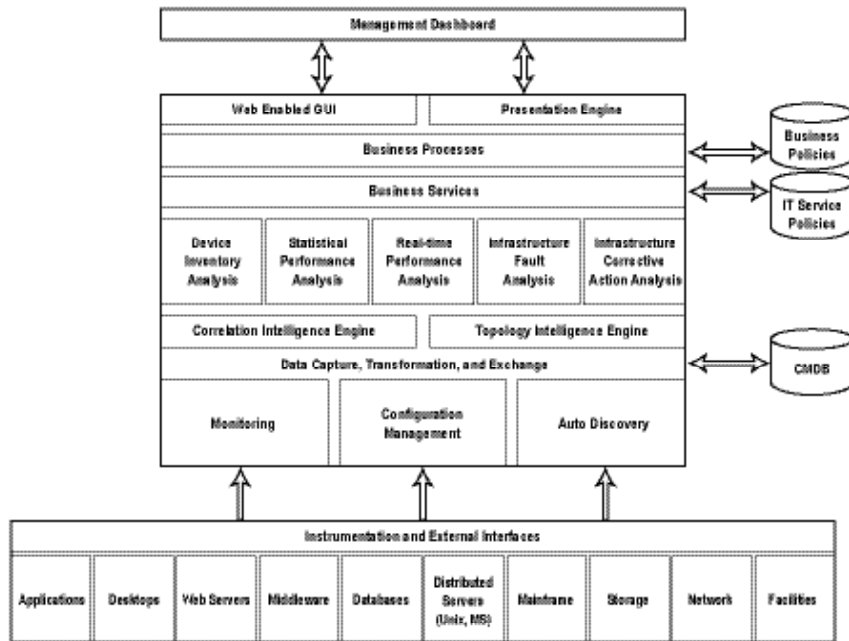 Management Dashboard
Web Enabled GUI
Presentation Engine
Business Processes
Business
Policies
Business Services
IT Service
Policies
Device
Inventory
Analysis
Statistical
Performance
Analysis
Real-time
Performance
Analysis
Infrastructure
Fault
Analysis
Infrastructure
Corrective
Action Analysis
Correlation Intelligence Engine
Topology Intelligence Engine
Data Capture, Transformation, and Exchange
CMDB
Monitoring
Configuration
Management
Auto Discovery
Instrumentation and External Interfaces
Applications
Desktops
Web Servers
Middleware
Databases
Distributed
Servers
(Unix, MS)
Mainframe
Storage
Network
Facilities